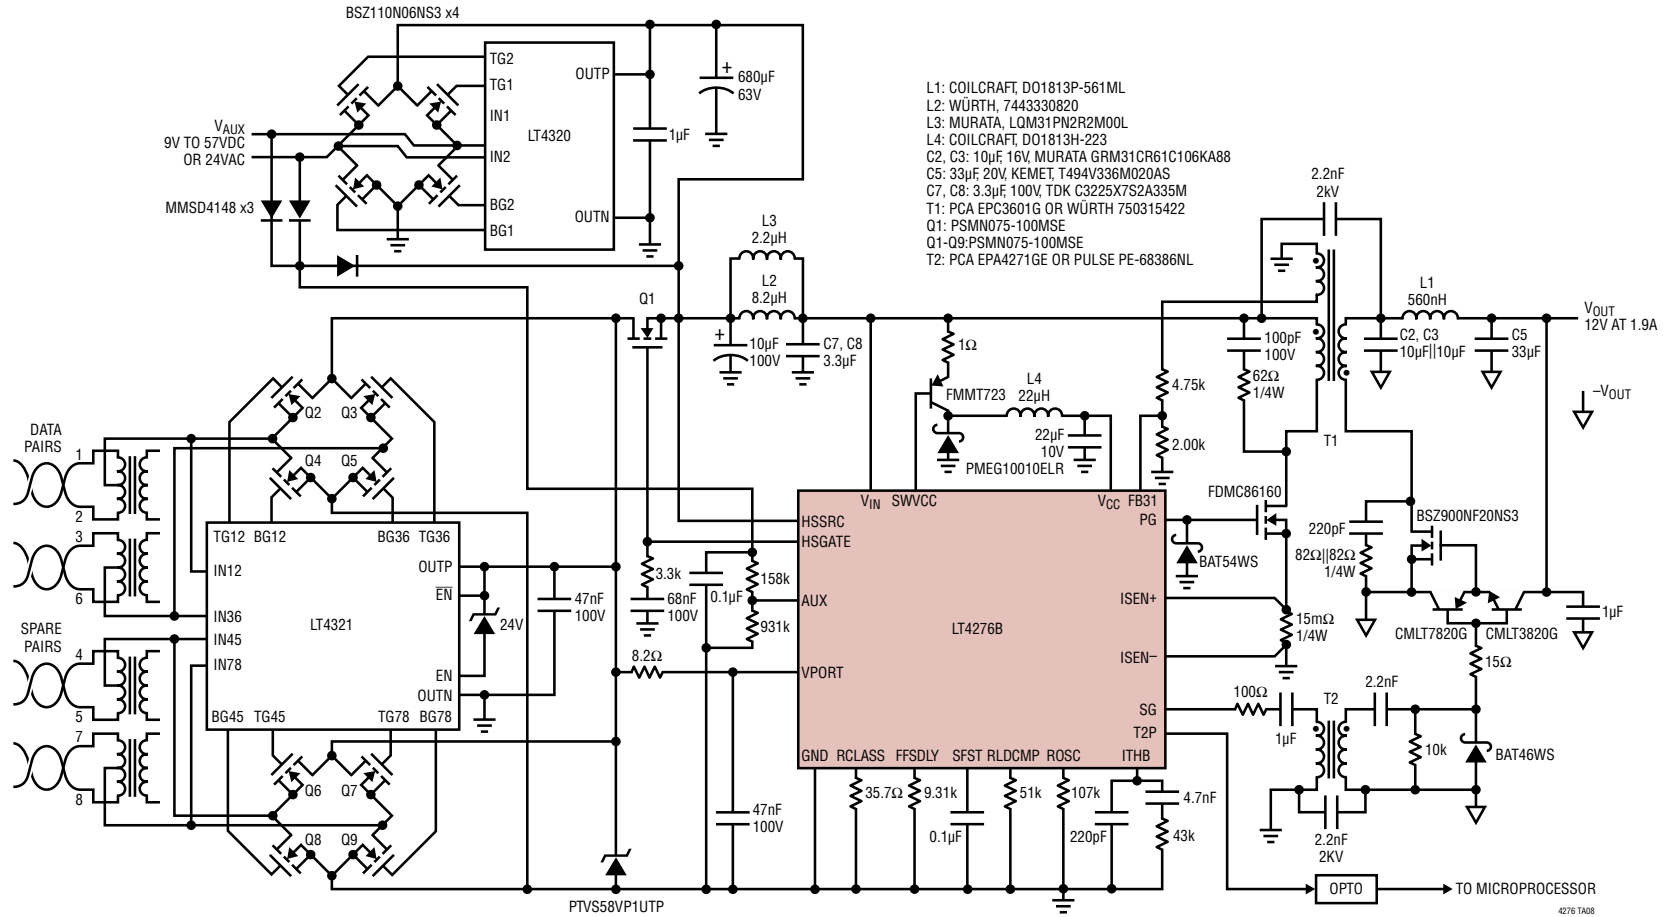 BSZ110N06NS3 x4
TG2
TG1
IN1
IN2
BG2
BG1
OUTP
OUTN
LT4320
+
680µF
63V
1µF
VAUX
9V TO 57VDC
OR 24VAC
MMSD4148 x3
L1: COILCRAFT, DO1813P-561ML
L2: WÜRTH, 7443330820
L3: MURATA, LQM31PN2R2M00L
L4: COILCRAFT, DO1813H-223
C2, C3: 10µF, 16V, MURATA GRM31CR61C106KA88
C5: 33µF, 20V, KEMET, T494V336M020AS
C7, C8: 3.3µF, 100V, TDK C3225X7S2A335M
T1: PCA EPC3601G OR WÜRTH 750315422
Q1: PSMN075-100MSE
Q1-Q9:PSMN075-100MSE
T2: PCA EPA4271GE OR PULSE PE-68386NL
L3
2.2µH
L2
8.2µH
Q1
+
10µF
100V
C7, C8
3.3µF
1Ω
FMMT723
L4
22µH
22µF
10V
PMEG10010ELR
4.75k
2.00k
2.2nF
2kV
100pF
100V
62Ω
1/4W
T1
L1
560nH
C2, C3
10µF||10µF
C5
33µF
VOUT
12V AT 1.9A
–VOUT
DATA
PAIRS
1
2
3
6
SPARE
PAIRS
4
5
7
8
Q2
Q3
Q4
Q5
TG12
BG12
BG36
TG36
IN12
IN36
IN45
IN78
OUTP
EN
EN
OUTN
LT4321
BG45
TG45
TG78
BG78
Q6
Q7
Q8
Q9
24V
47nF
100V
3.3k
68nF
100V
0.1µF
158k
931k
8.2Ω
47nF
100V
PTVS58VP1UTP
VIN
SWVCC
VCC
FB31
HSSRC
HSGATE
AUX
VPORT
LT4276B
PG
ISEN+
ISEN–
SG
T2P
GND
RCLASS
FFSDLY
SFST
RLDCMP
ROSC
ITHB
35.7Ω
9.31k
0.1µF
51k
107k
220pF
4.7nF
43k
FDMC86160
BAT54WS
15mΩ
1/4W
220pF
82Ω||82Ω
1/4W
BSZ900NF20NS3
CMLT7820G
CMLT3820G
1µF
15Ω
100Ω
1µF
T2
2.2nF
10k
BAT46WS
2.2nF
2KV
OPTO
TO MICROPROCESSOR
4276 TA08